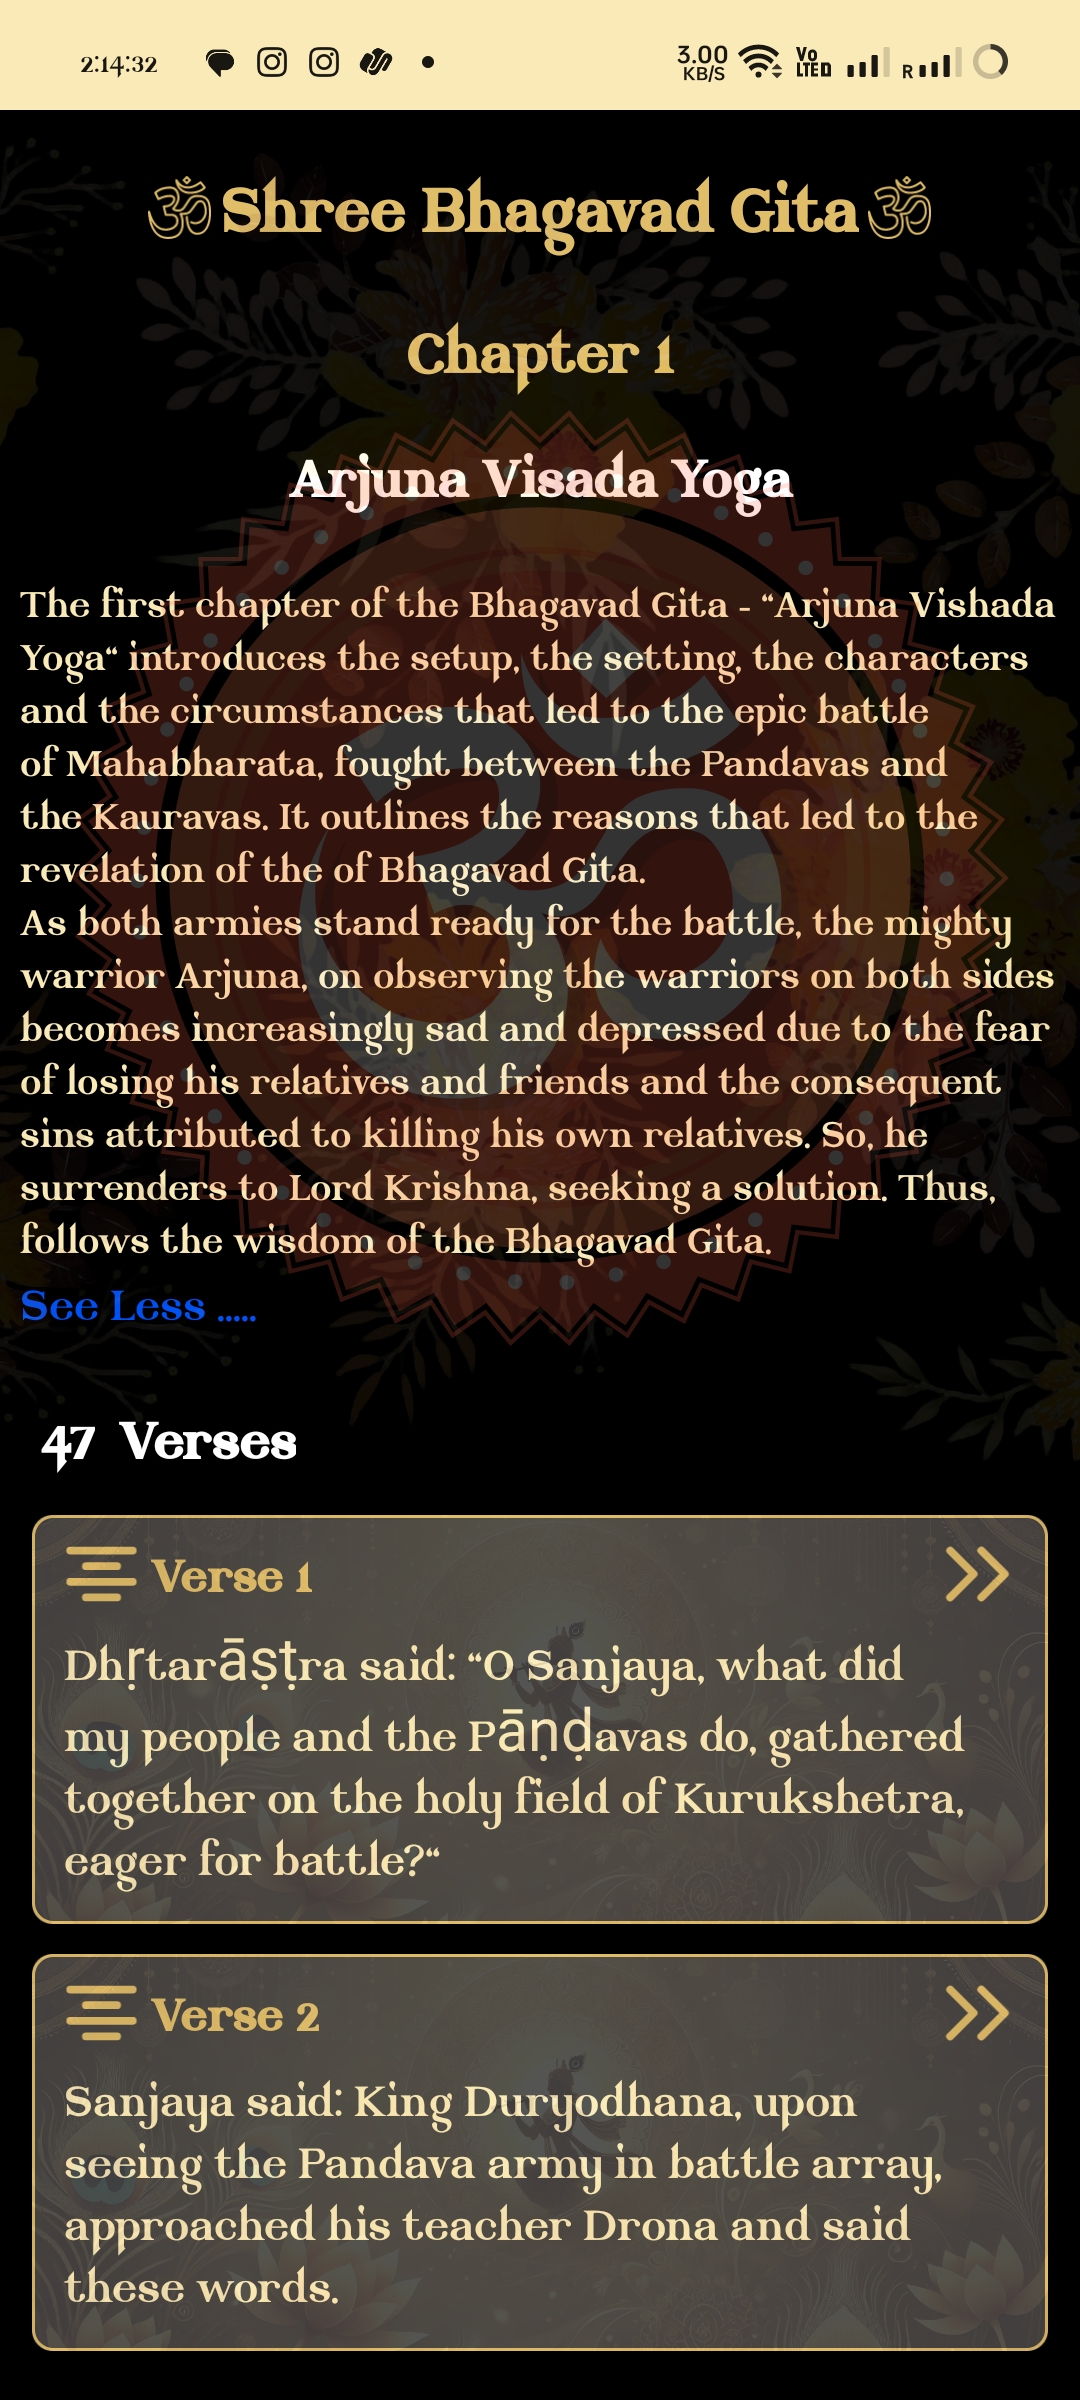 2:14:32
3.00 KB/S
Vo LTE D
R
ॐ Shree Bhagavad Gita ॐ
Chapter 1
Arjuna Visada Yoga
The first chapter of the Bhagavad Gita - “Arjuna Vishada
Yoga“ introduces the setup, the setting, the characters
and the circumstances that led to the epic battle
of Mahabharata, fought between the Pandavas and
the Kauravas. It outlines the reasons that led to the
revelation of the of Bhagavad Gita.
As both armies stand ready for the battle, the mighty
warrior Arjuna, on observing the warriors on both sides
becomes increasingly sad and depressed due to the fear
of losing his relatives and friends and the consequent
sins attributed to killing his own relatives. So, he
surrenders to Lord Krishna, seeking a solution. Thus,
follows the wisdom of the Bhagavad Gita.
See Less .....
47 Verses
Verse 1
Dhṛtarāṣṭra said: “O Sanjaya, what did
my people and the Pāṇḍavas do, gathered
together on the holy field of Kurukshetra,
eager for battle?“
Verse 2
Sanjaya said: King Duryodhana, upon
seeing the Pandava army in battle array,
approached his teacher Drona and said
these words.